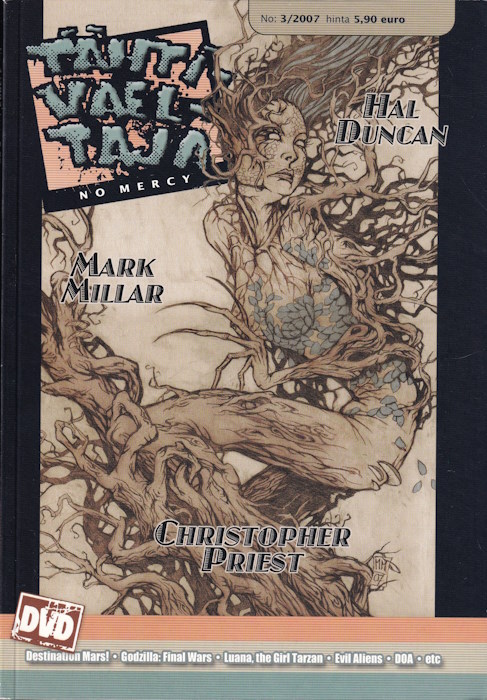 No: 3/2007 hinta 5,90 euro
TÄHTI
VAEL-
TAJA
NO MERCY
HAL
DUNCAN
MARK
MILLAR
CHRISTOPHER
PRIEST
DVD
Destination Mars! • Godzilla: Final Wars • Luana, the Girl Tarzan • Evil Aliens • DOA • etc